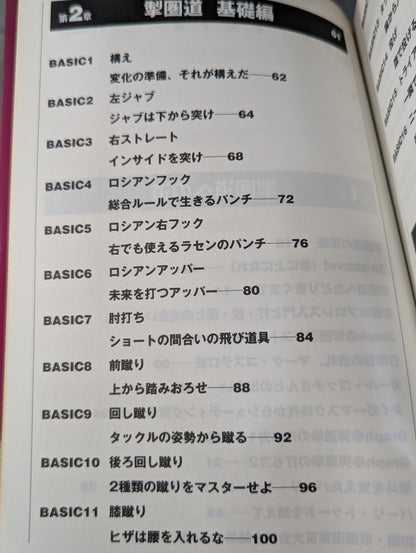 第2章 掣圏道 基礎編
61
BASIC1 構え
変化の準備、それが構えだ──62
BASIC2 左ジャブ
ジャブは下から突け──64
BASIC3 右ストレート
インサイドを突け──68
BASIC4 ロシアンフック
総合ルールで生きるパンチ──72
BASIC5 ロシアン右フック
右でも使えるラセンのパンチ──76
BASIC6 ロシアンアッパー
未来を打つアッパー──80
BASIC7 肘打ち
ショートの間合いの飛び道具──84
BASIC8 前蹴り
上から踏みおろせ──88
BASIC9 回し蹴り
タックルの姿勢から蹴る──92
BASIC10 後ろ回し蹴り
2種類の蹴りをマスターせよ──96
BASIC11 膝蹴り
ヒザは腰を入れるな──100